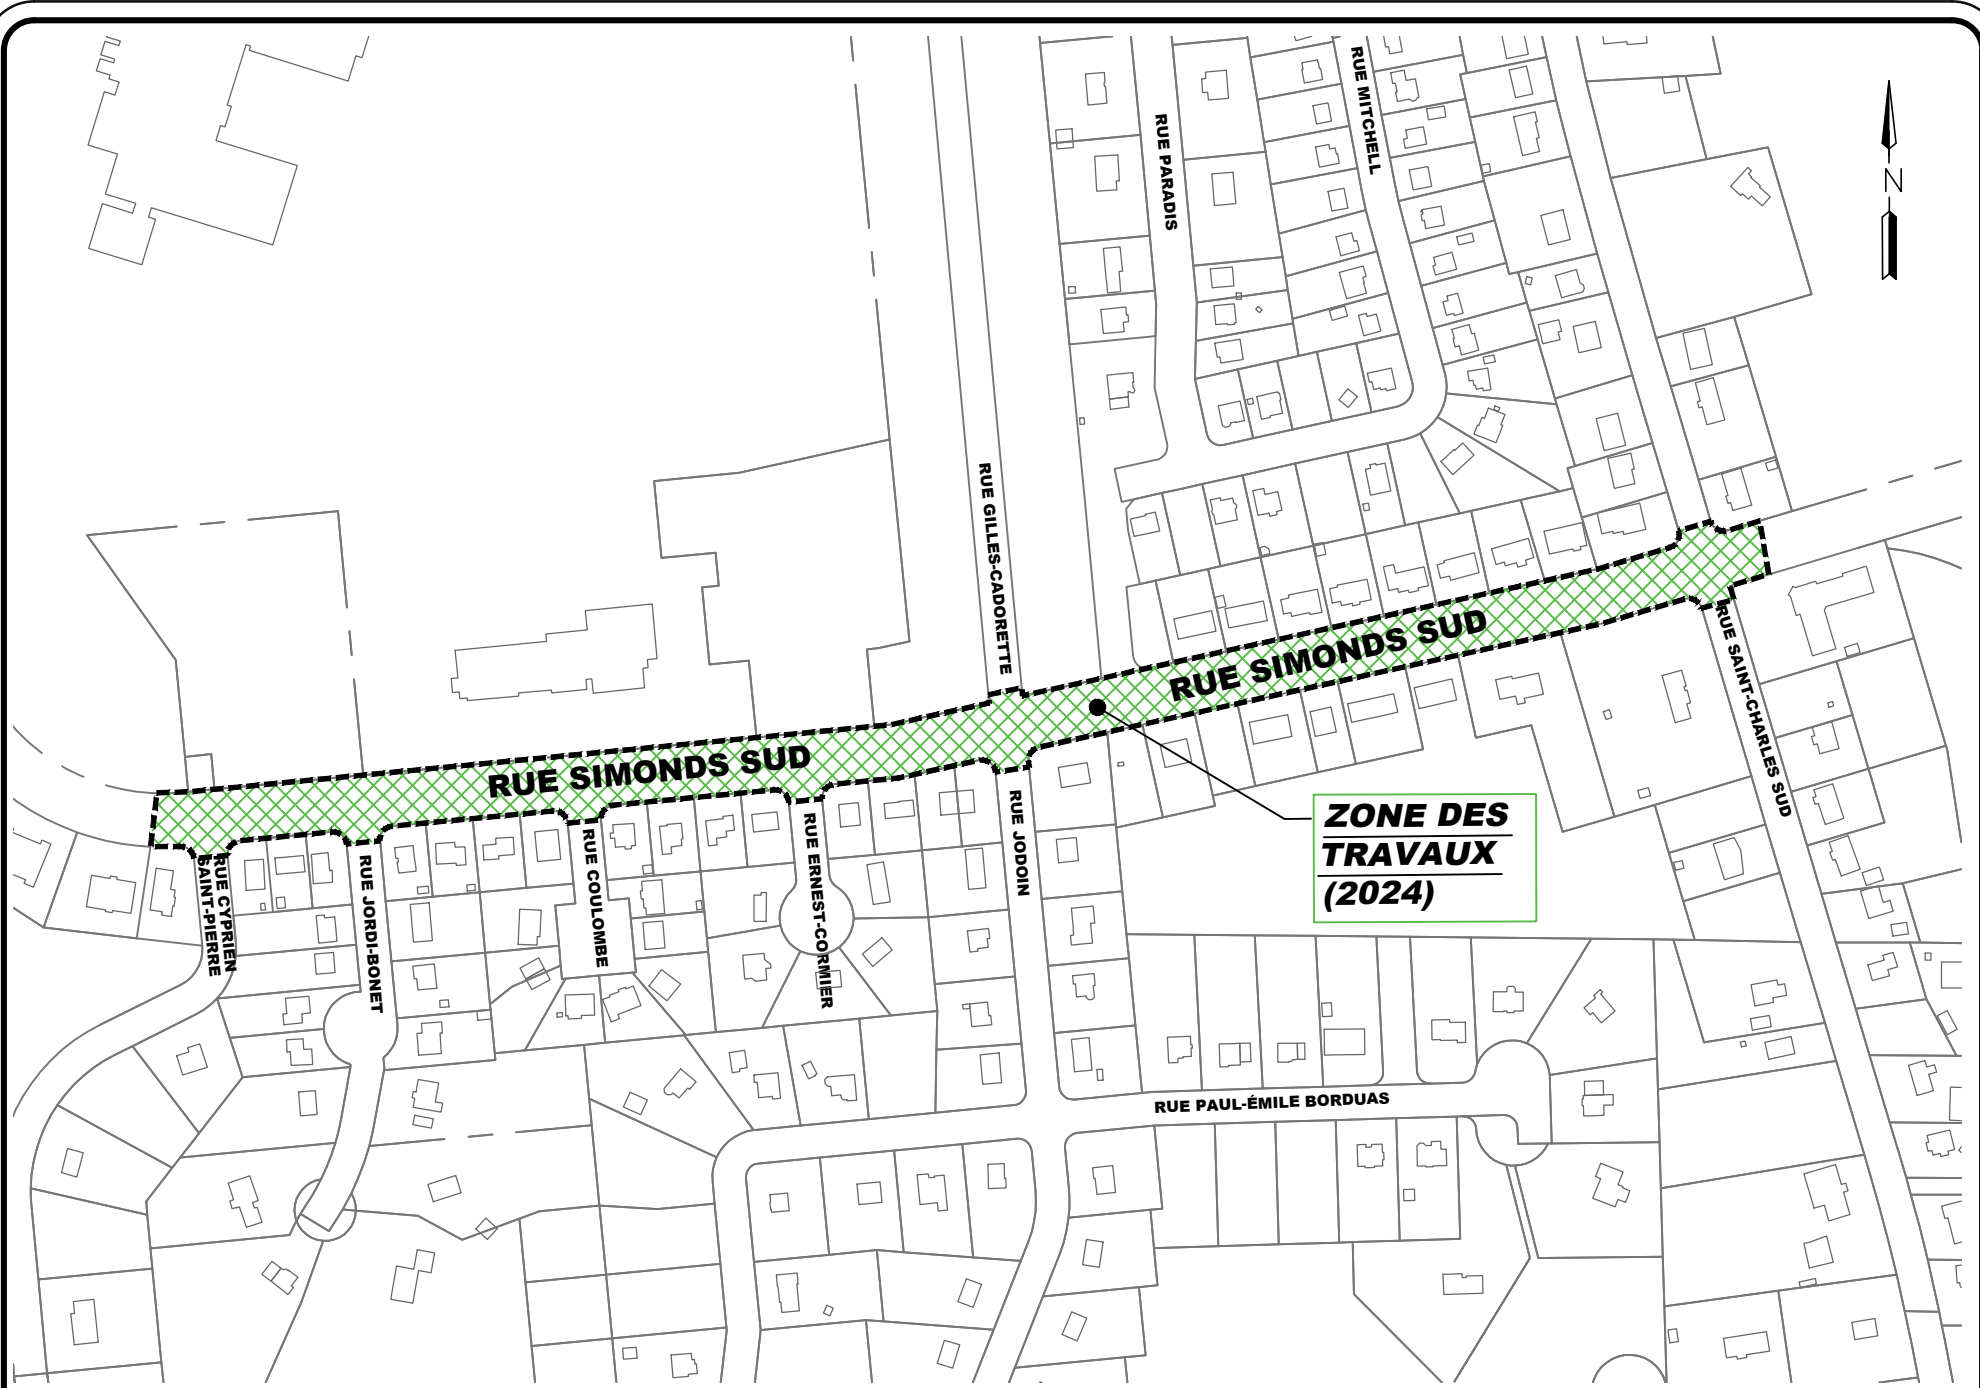 RUE MITCHELL
RUE PARADIS
N
RUE GILLES-CADORETTE
RUE SIMONDS SUD
RUE SIMONDS SUD
RUE SAINT-CHARLES SUD
ZONE DES
TRAVAUX
(2024)
RUE CYPRIEN
SAINT-PIERRE
RUE JORDI-BONET
RUE COULOMBE
RUE ERNEST-CORMIER
RUE JODOIN
RUE PAUL-ÉMILE BORDUAS